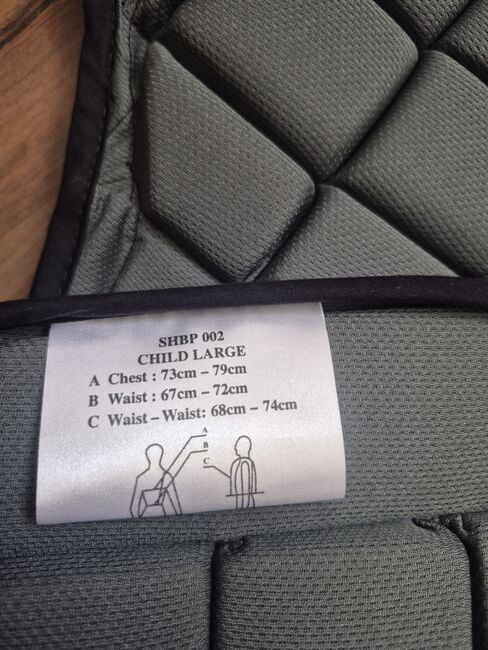 SHBP 002
CHILD LARGE
A Chest : 73cm – 79cm
B Waist : 67cm – 72cm
C Waist – Waist: 68cm – 74cm
A
B
C